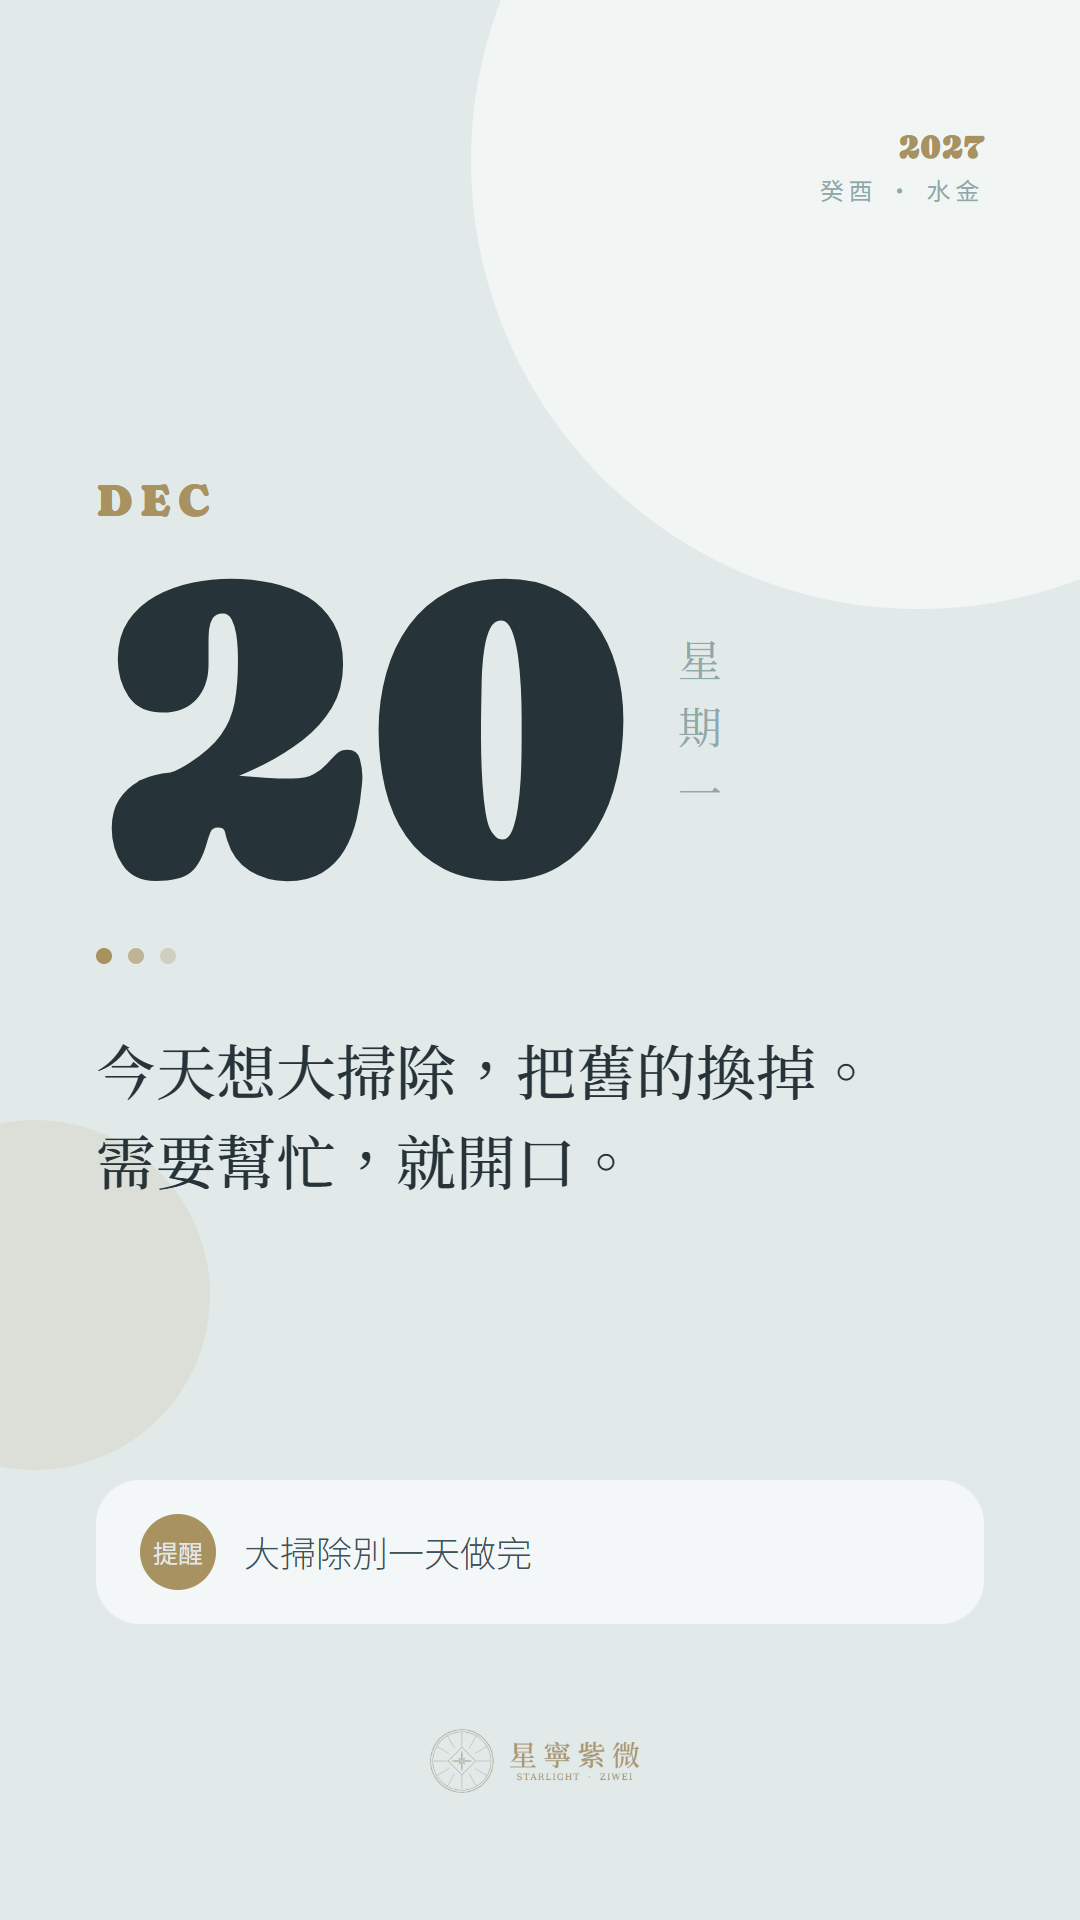 2027
癸酉 · 水金
DEC
20
星期一
今天想大掃除，把舊的換掉。
需要幫忙，就開口。
提醒 大掃除別一天做完
星寧紫微
STARLIGHT · ZIWEI